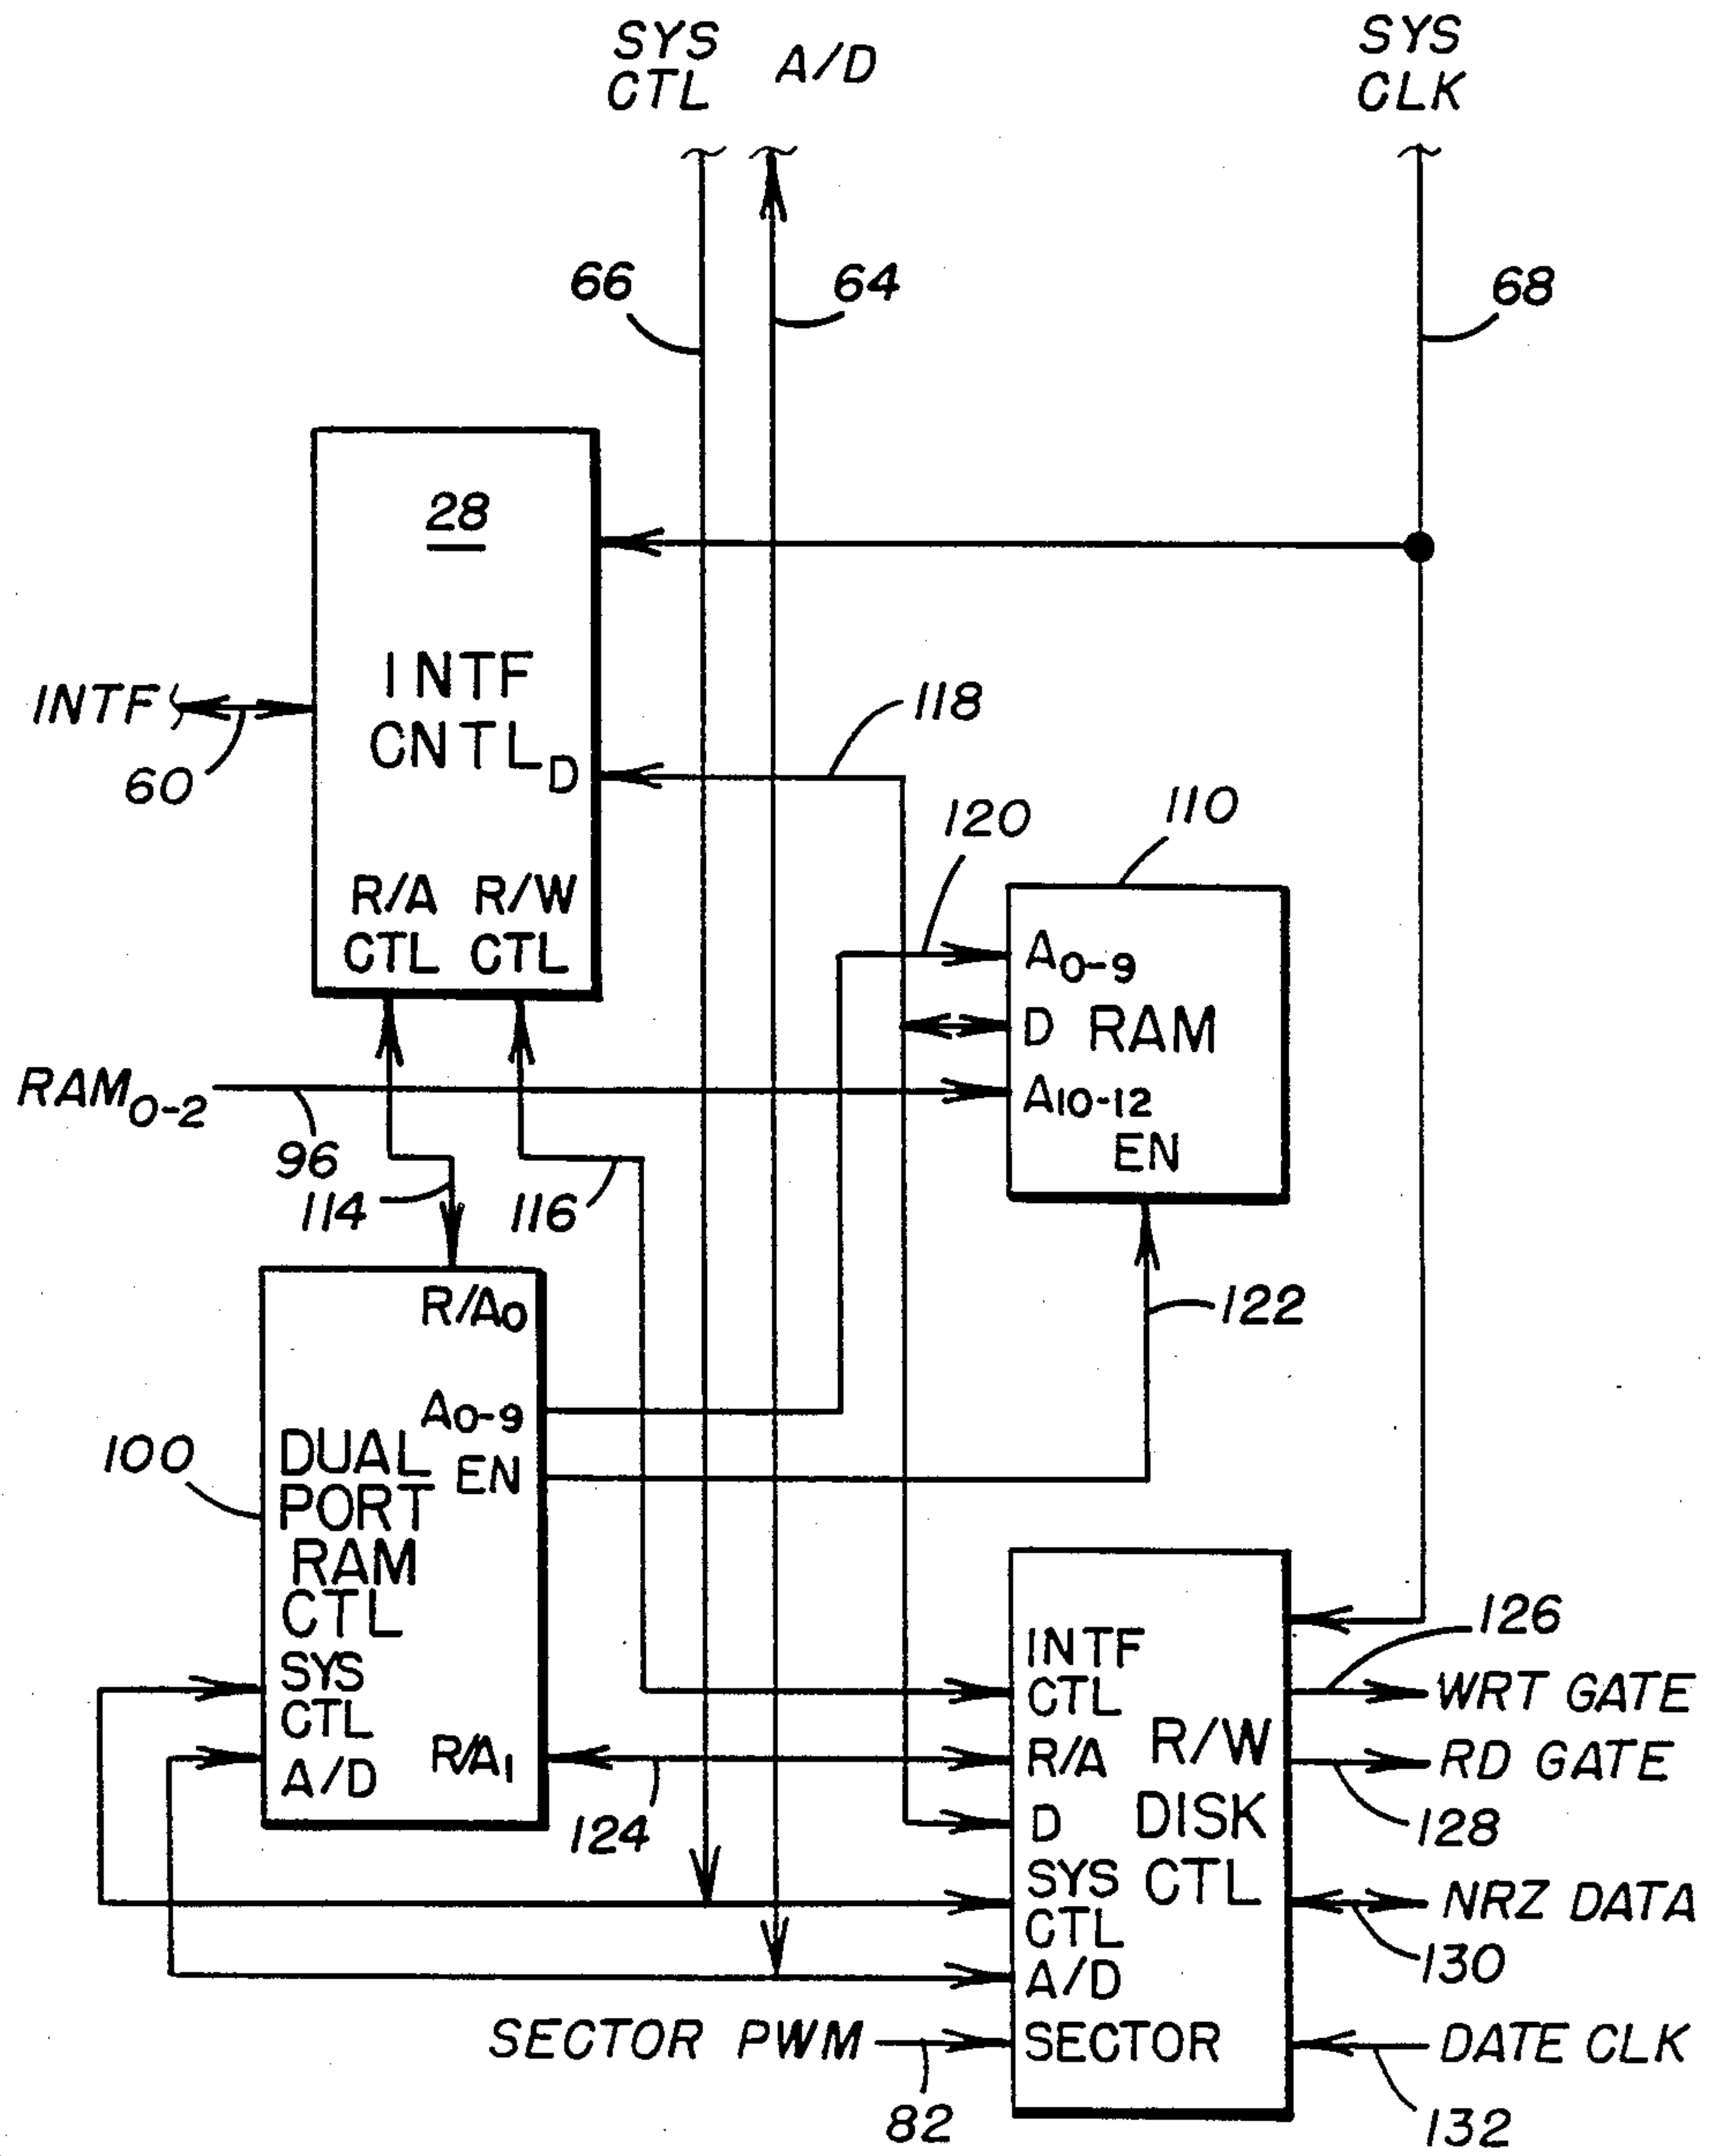 SYS
CTL
A/D
SYS
CLK
66
64
68
28
INTF
CNTL
D
R/A
CTL
R/W
CTL
INTF
60
118
120
110
A0-9
D RAM
A10-12
EN
RAM0-2
96
114
116
122
R/A0
A0-9
EN
100
DUAL
PORT
RAM
CTL
SYS
CTL
A/D
R/A1
124
INTF
CTL
R/A
D
SYS
CTL
A/D
SECTOR
R/W
DISK
CTL
126
WRT GATE
RD GATE
128
NRZ DATA
130
SECTOR PWM
82
DATE CLK
132